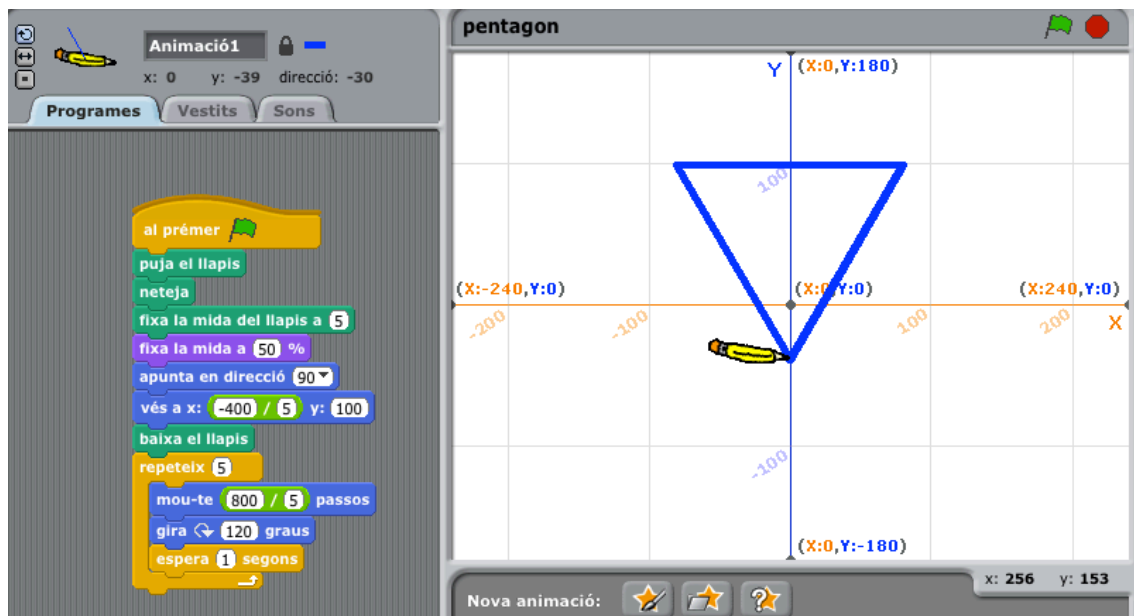 Animació1
x: 0 y: -39 direcció: -30
Programes Vestits Sons
al prémer
puja el llapis
neteja
fixa la mida del llapis a 5
fixa la mida a 50 %
apunta en direcció 90
vés a x: -400 / 5 y: 100
baixa el llapis
repeteix 5
mou-te 800 / 5 passos
gira 120 graus
espera 1 segons
pentagon
Y (X:0,Y:180)
100
(X:-240,Y:0) (X:0,Y:0) (X:240,Y:0)
-200 -100 100 200 X
-100
(X:0,Y:-180)
x: 256 y: 153
Nova animació: